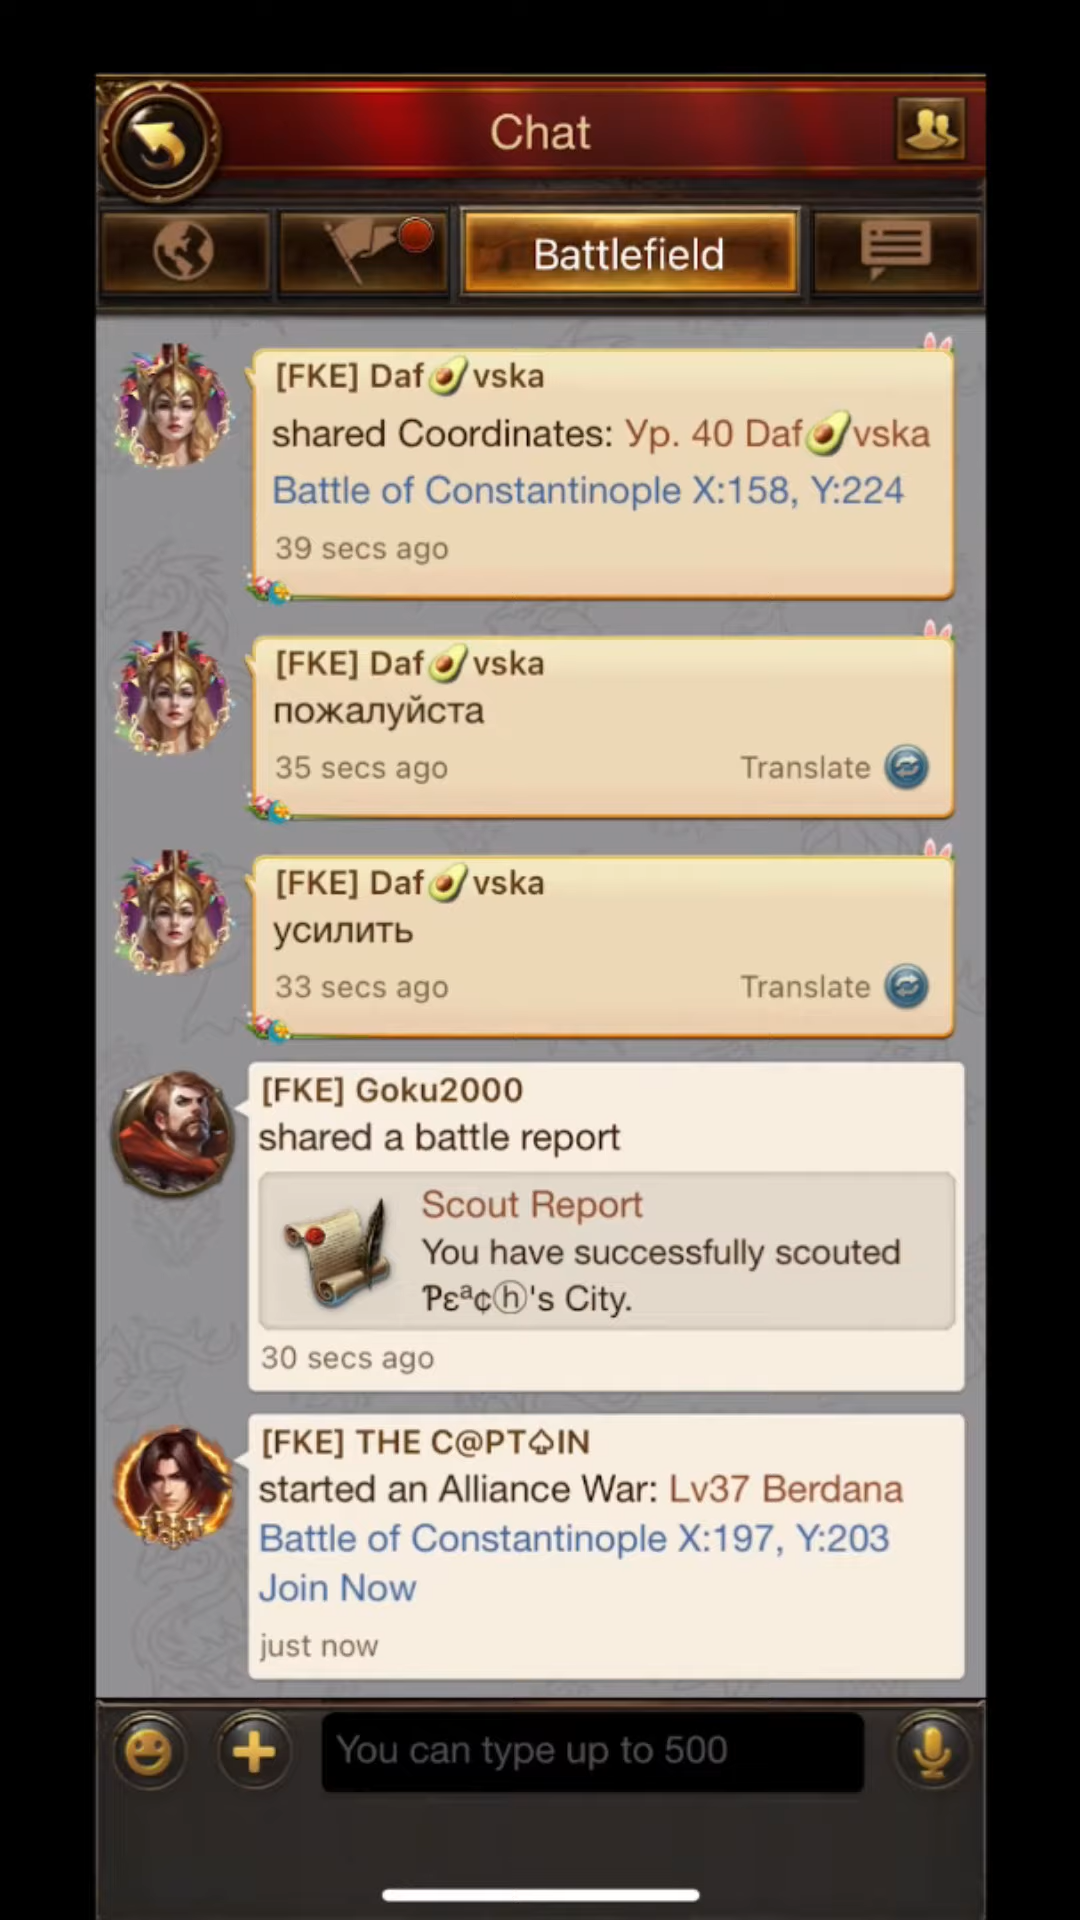 Chat
Battlefield
[FKE] Daf🥑vska
shared Coordinates: Ур. 40 Daf🥑vska
Battle of Constantinople X:158, Y:224
39 secs ago
[FKE] Daf🥑vska
пожалуйста
35 secs ago Translate
[FKE] Daf🥑vska
усилить
33 secs ago Translate
[FKE] Goku2000
shared a battle report
Scout Report
You have successfully scouted
Ƥεª¢ⓗ's City.
30 secs ago
[FKE] THE C@PT♤IN
started an Alliance War: Lv37 Berdana
Battle of Constantinople X:197, Y:203
Join Now
just now
You can type up to 500